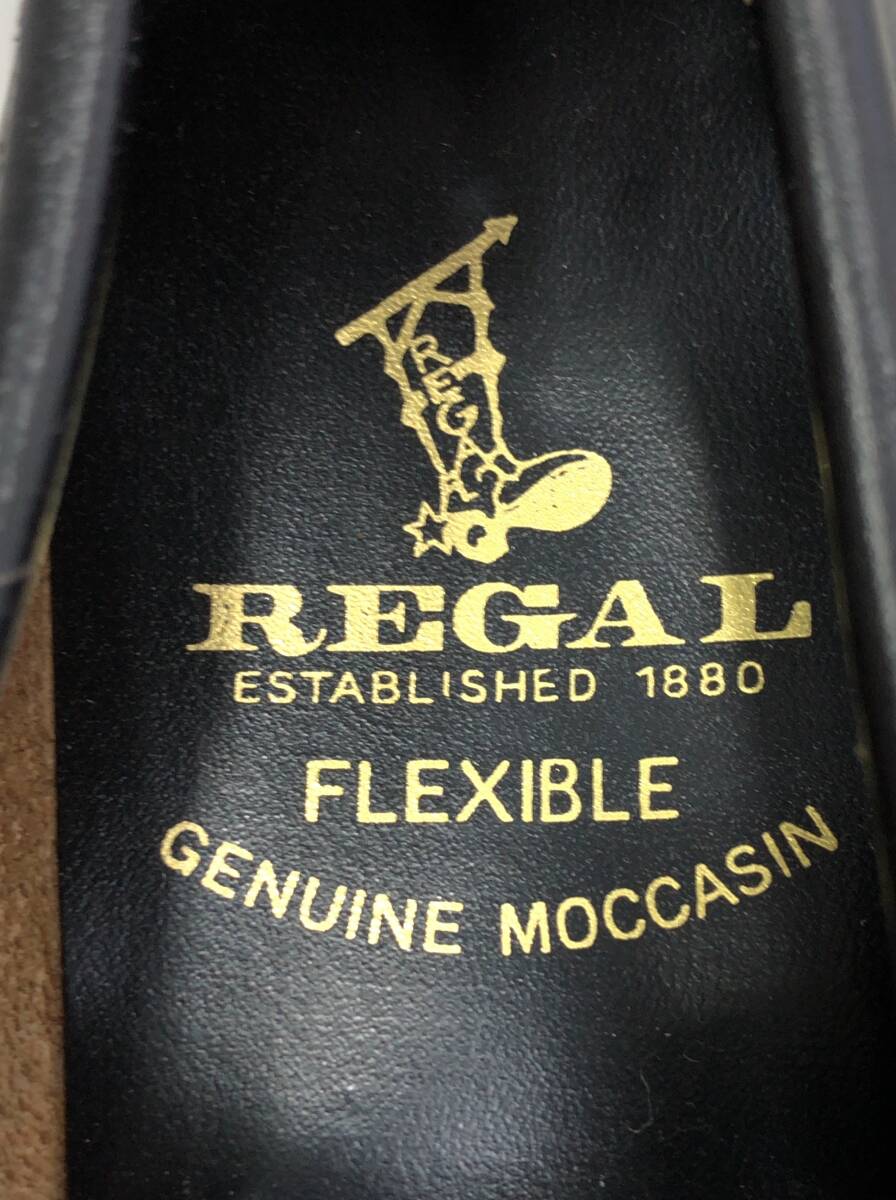 REGAL
REGAL
ESTABLISHED 1880
FLEXIBLE
GENUINE MOCCASIN